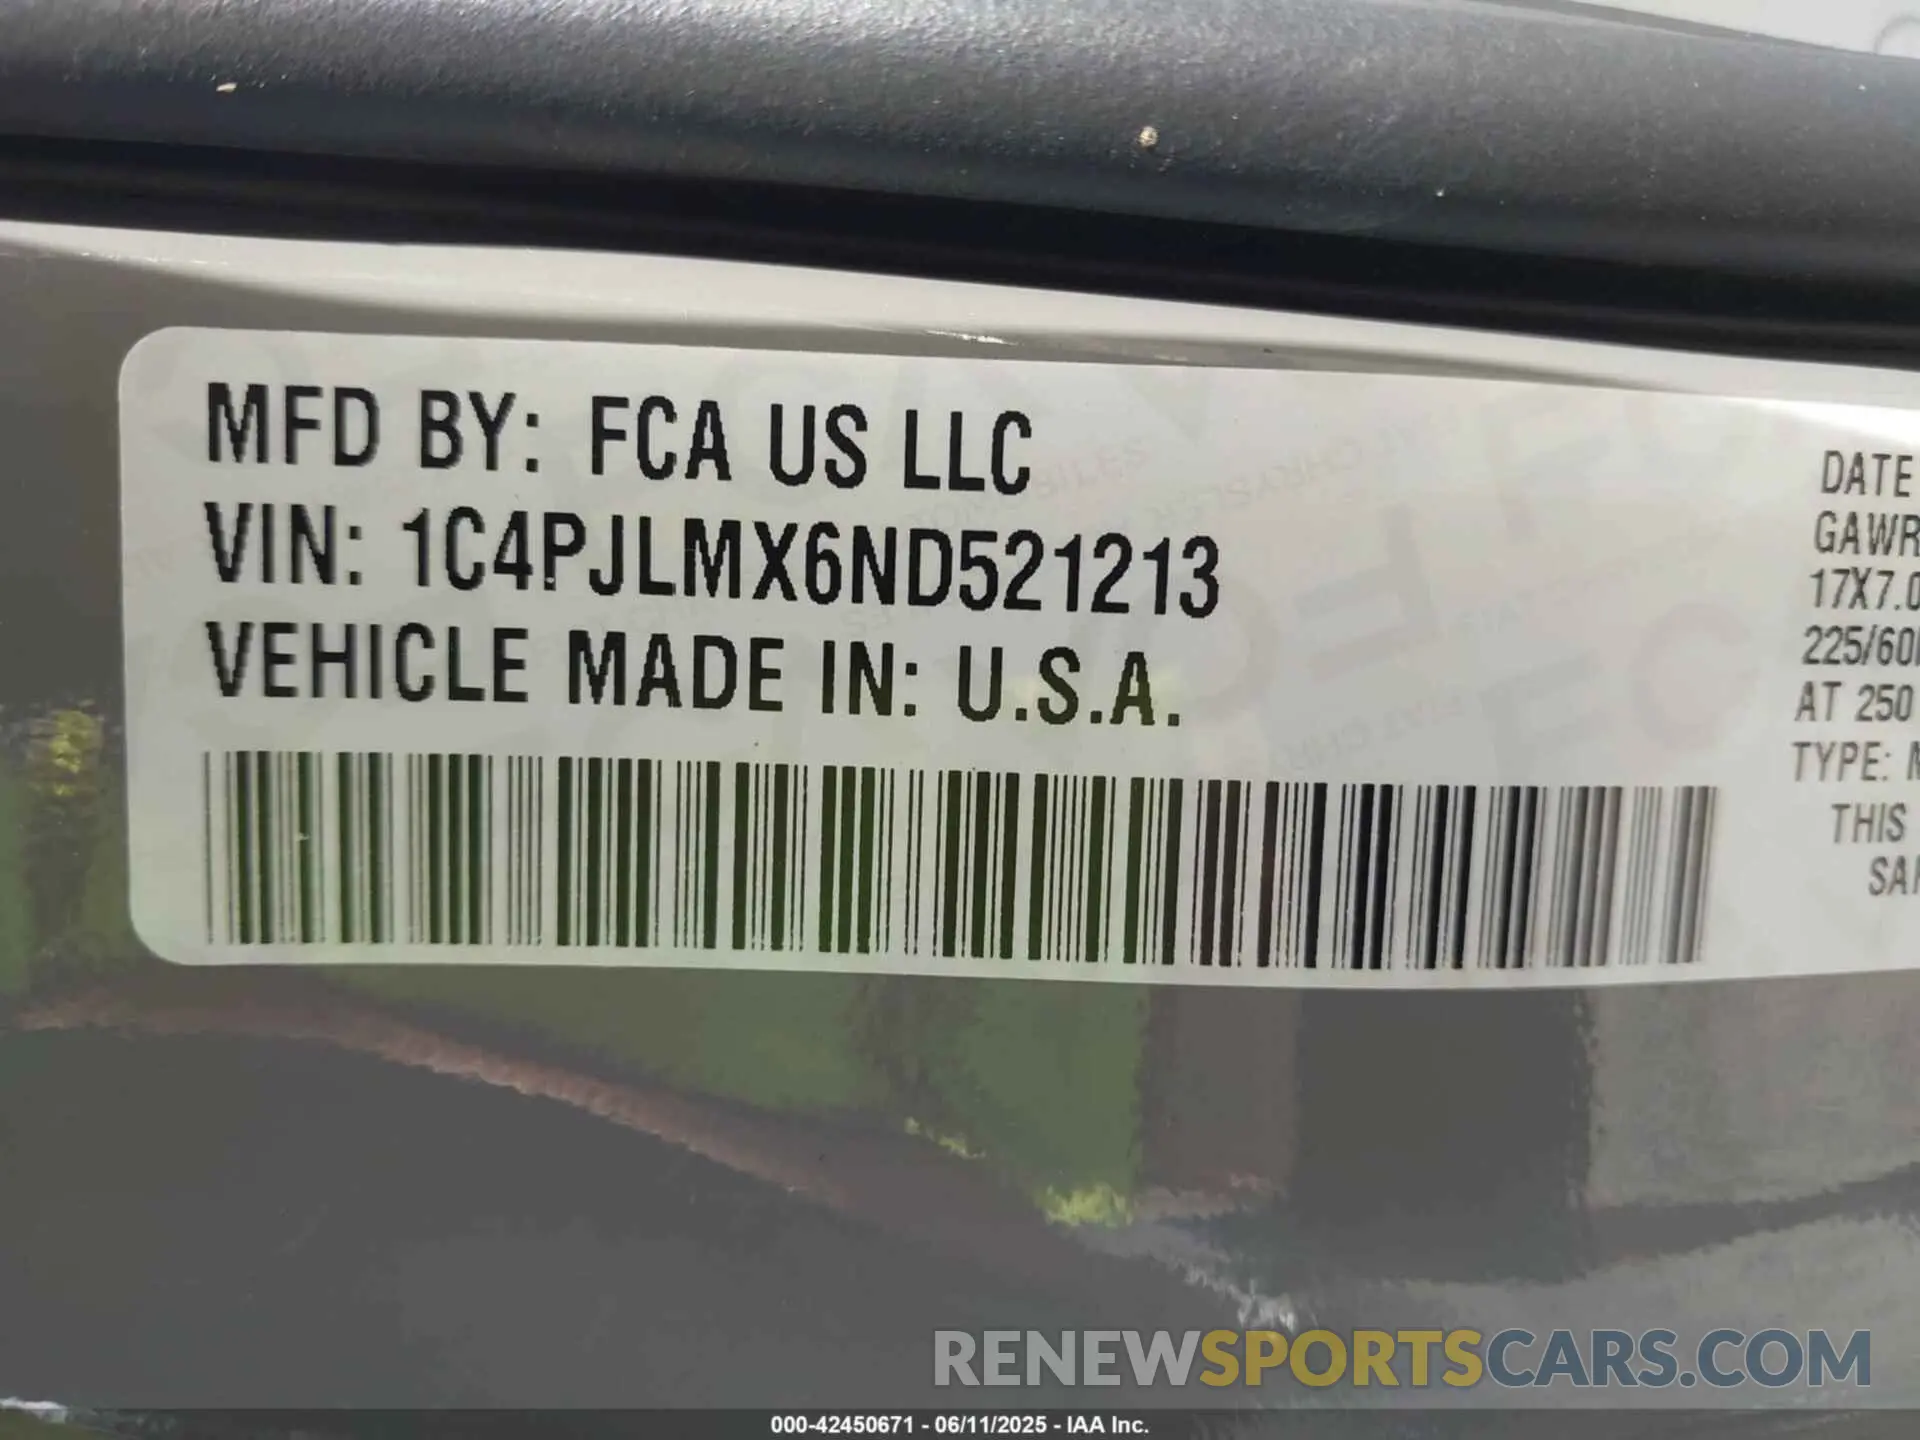 MFD BY: FCA US LLC
VIN: 1C4PJLMX6ND521213
VEHICLE MADE IN: U.S.A.
DATE
GAWR
17X7.0
225/60
AT 250
TYPE:
THIS
RENEWSPORTSCARS.COM
000-42450671 - 06/11/2025 - IAA Inc.